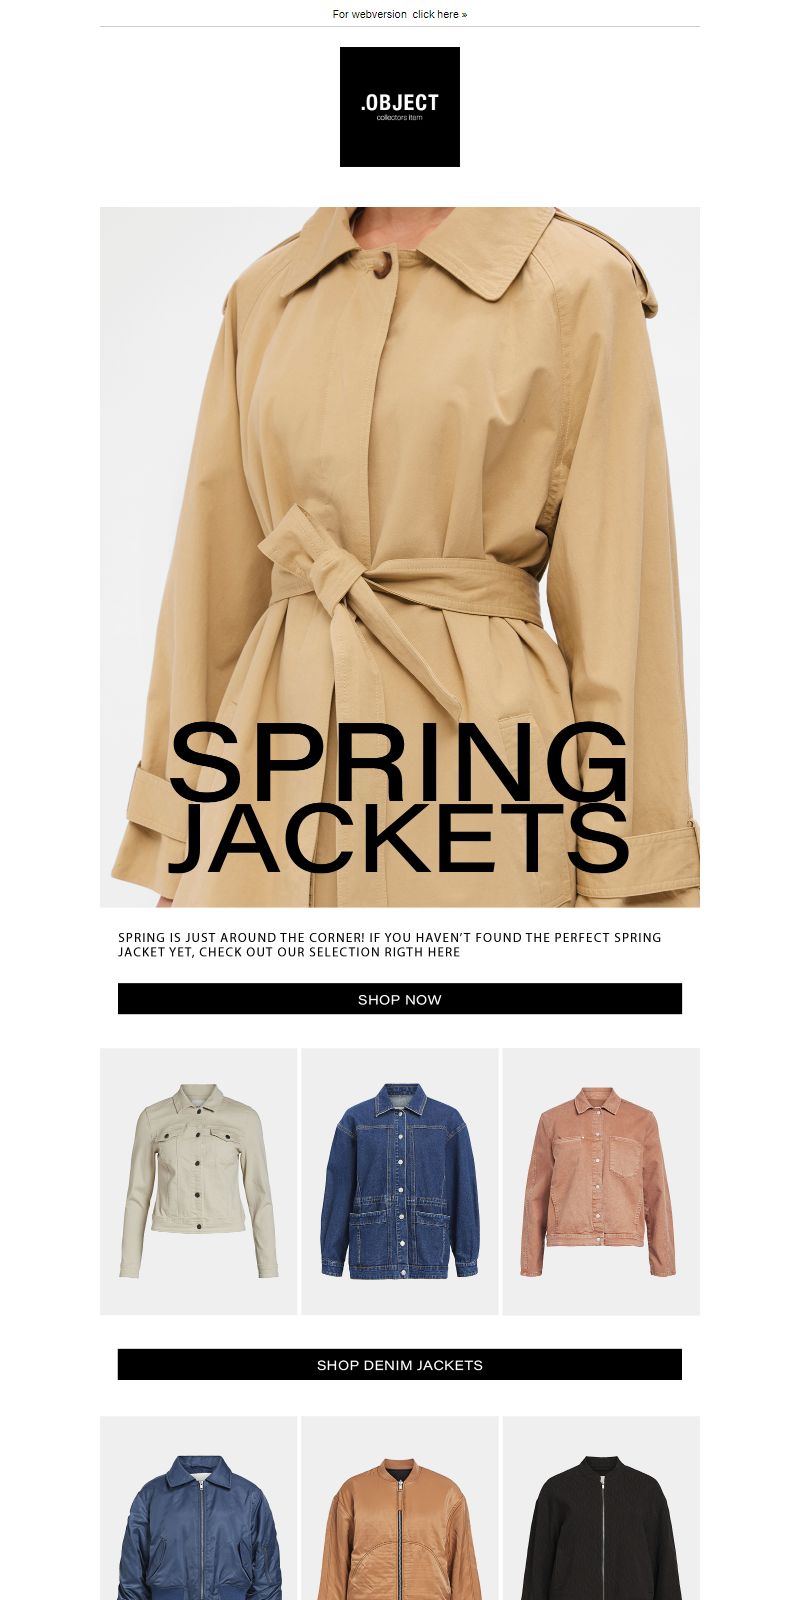 For webversion click here »
.OBJECT
collectors item
SPRING
JACKETS
SPRING IS JUST AROUND THE CORNER! IF YOU HAVEN'T FOUND THE PERFECT SPRING
JACKET YET, CHECK OUT OUR SELECTION RIGTH HERE
SHOP NOW
SHOP DENIM JACKETS